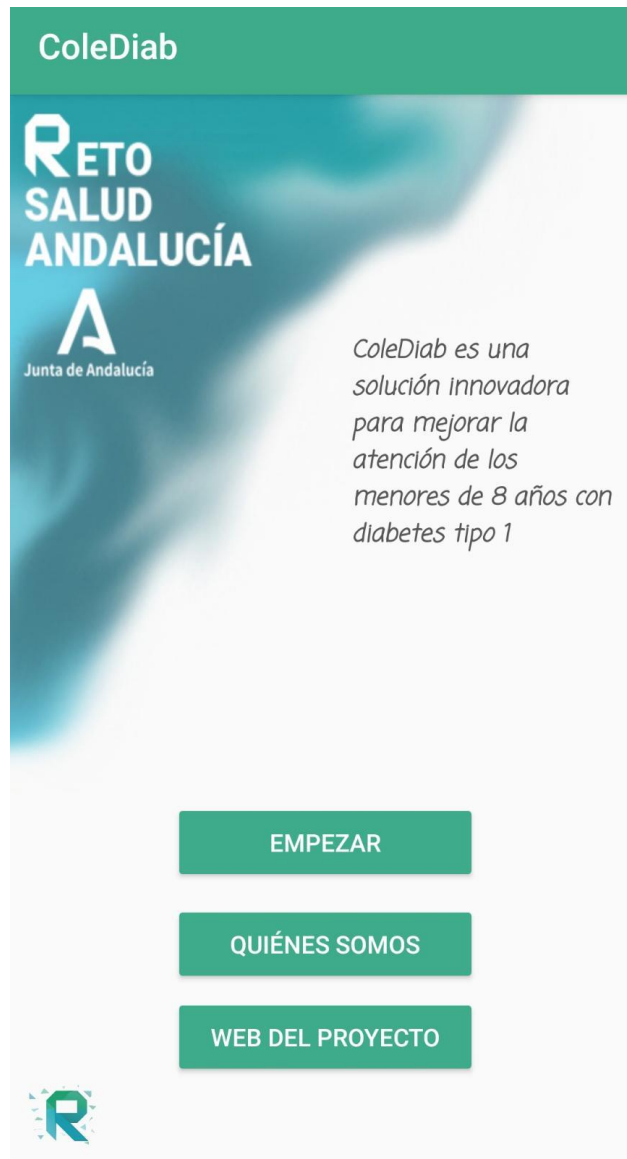 ColeDiab
RETO
SALUD
ANDALUCÍA
Junta de Andalucía
ColeDiab es una
solución innovadora
para mejorar la
atención de los
menores de 8 años con
diabetes tipo 1
EMPEZAR
QUIÉNES SOMOS
WEB DEL PROYECTO
R